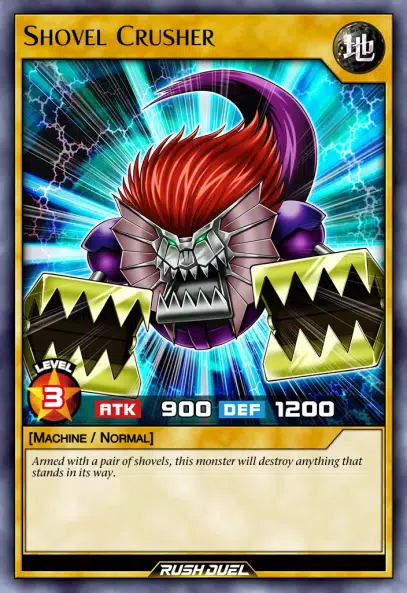 Shovel Crusher
地
LEVEL
3
ATK 900 DEF 1200
[Machine / Normal]
Armed with a pair of shovels, this monster will destroy anything that
stands in its way.
RUSH DUEL